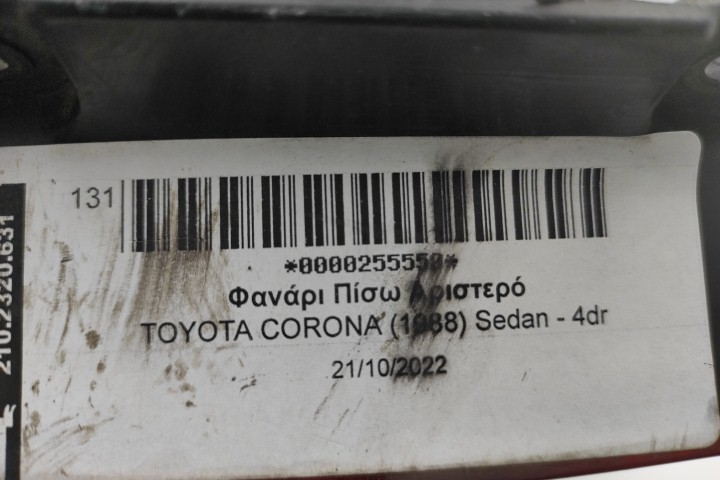 131
*0000255550*
Φανάρι Πίσω Αριστερό
TOYOTA CORONA (1988) Sedan - 4dr
21/10/2022
210.2320.631